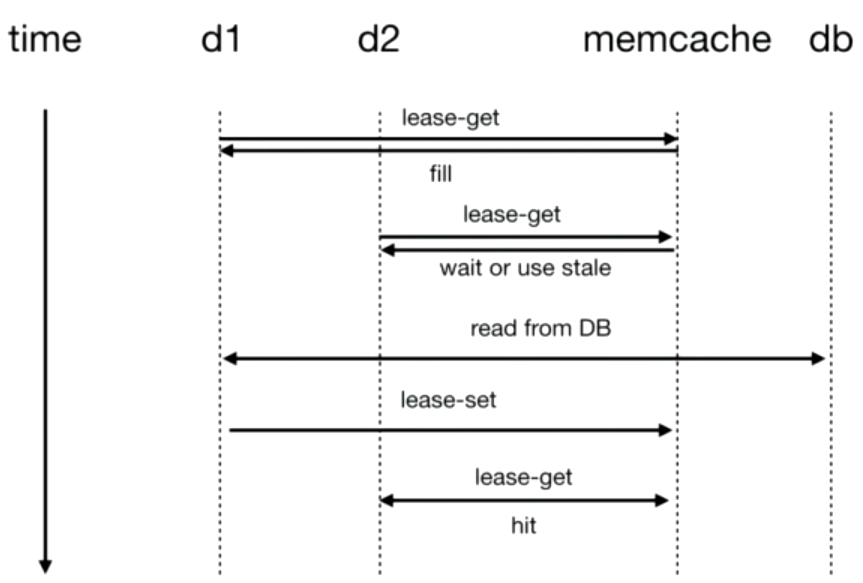 time d1 d2 memcache db
lease-get
fill
lease-get
wait or use stale
read from DB
lease-set
lease-get
hit